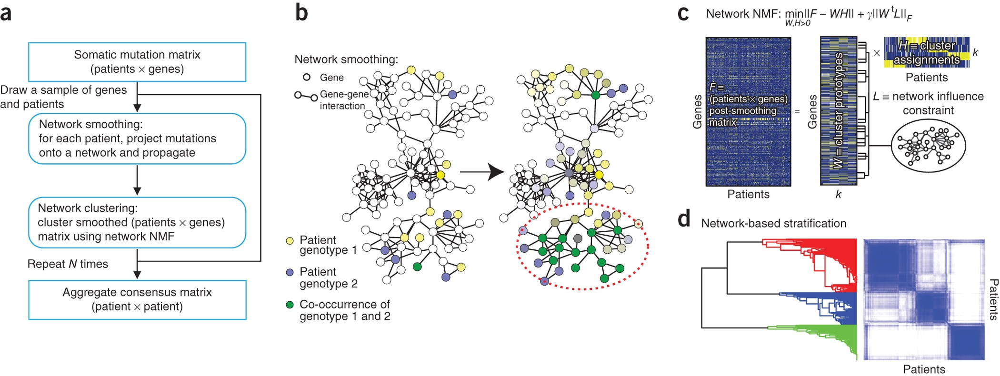 a
Somatic mutation matrix
(patients × genes)
Draw a sample of genes
and patients
Network smoothing:
for each patient, project mutations
onto a network and propagate
Network clustering:
cluster smoothed (patients × genes)
matrix using network NMF
Repeat N times
Aggregate consensus matrix
(patient × patient)
b
Network smoothing:
Gene
Gene-gene
interaction
Patient
genotype 1
Patient
genotype 2
Co-occurrence of
genotype 1 and 2
c
Network NMF: min||F – WH|| + γ||WᵗL||F
W,H>0
Genes
F ≡
(patients × genes)
post-smoothing
matrix
Patients
=
Genes
W ≡ cluster prototypes
k
×
H ≡ cluster
assignments
k
Patients
L ≡ network influence
constraint
d
Network-based stratification
Patients
Patients